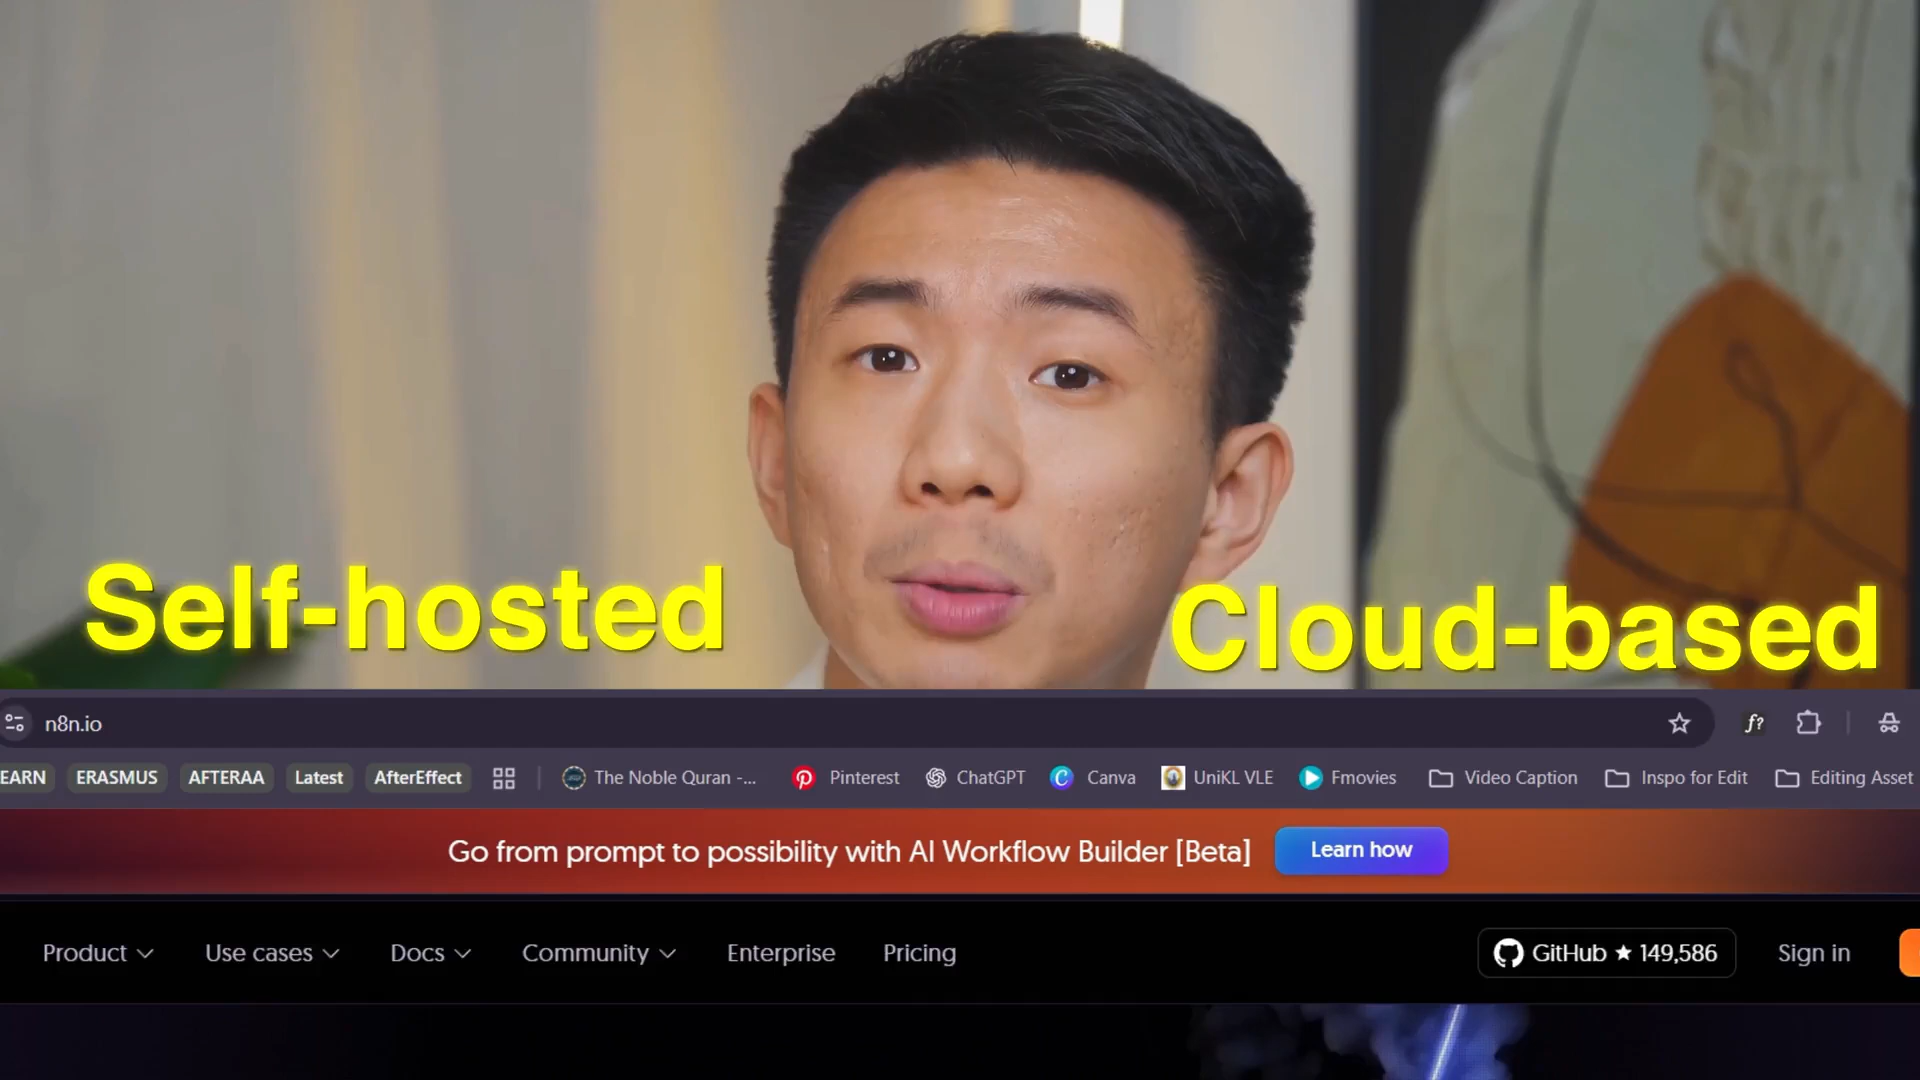 Self-hosted
Cloud-based
n8n.io
f?
EARN ERASMUS AFTERAA Latest AfterEffect The Noble Quran -... Pinterest ChatGPT Canva UniKL VLE Fmovies Video Caption Inspo for Edit Editing Asset
Go from prompt to possibility with AI Workflow Builder [Beta] Learn how
Product Use cases Docs Community Enterprise Pricing GitHub ★ 149,586 Sign in